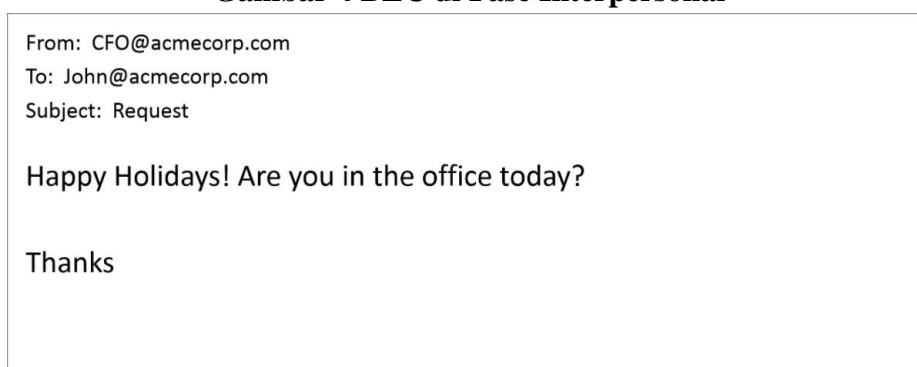 Gambar BEC di Fase Interpersonal
From: CFO@acmecorp.com
To: John@acmecorp.com
Subject: Request
Happy Holidays! Are you in the office today?
Thanks